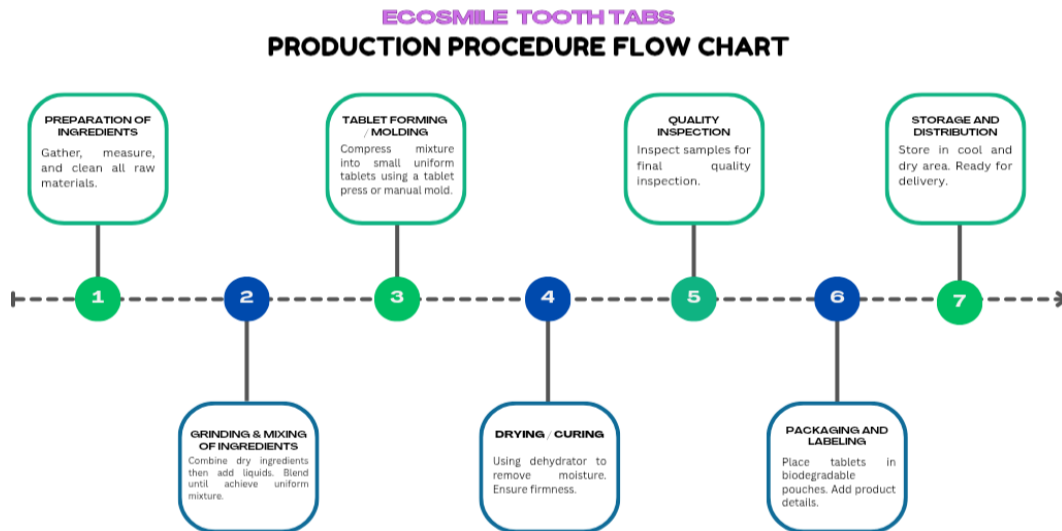 ECOSMILE TOOTH TABS
PRODUCTION PROCEDURE FLOW CHART
PREPARATION OF
INGREDIENTS
Gather, measure,
and clean all raw
materials.
TABLET FORMING
/ MOLDING
Compress mixture
into small uniform
tablets using a tablet
press or manual mold.
QUALITY
INSPECTION
Inspect samples for
final quality
inspection.
STORAGE AND
DISTRIBUTION
Store in cool and
dry area. Ready for
delivery.
1
2
3
4
5
6
7
GRINDING & MIXING
OF INGREDIENTS
Combine dry ingredients
then add liquids. Blend
until achieve uniform
mixture.
DRYING / CURING
Using dehydrator to
remove moisture.
Ensure firmness.
PACKAGING AND
LABELING
Place tablets in
biodegradable
pouches. Add product
details.